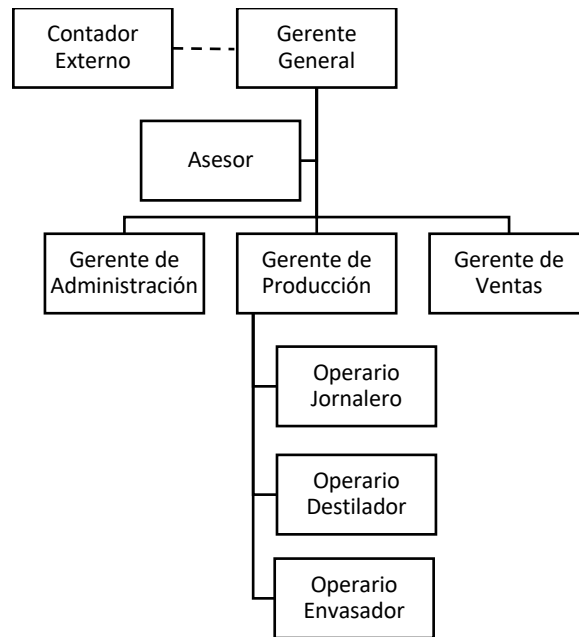 Contador
Externo
Gerente
General
Asesor
Gerente de
Administración
Gerente de
Producción
Gerente de
Ventas
Operario
Jornalero
Operario
Destilador
Operario
Envasador